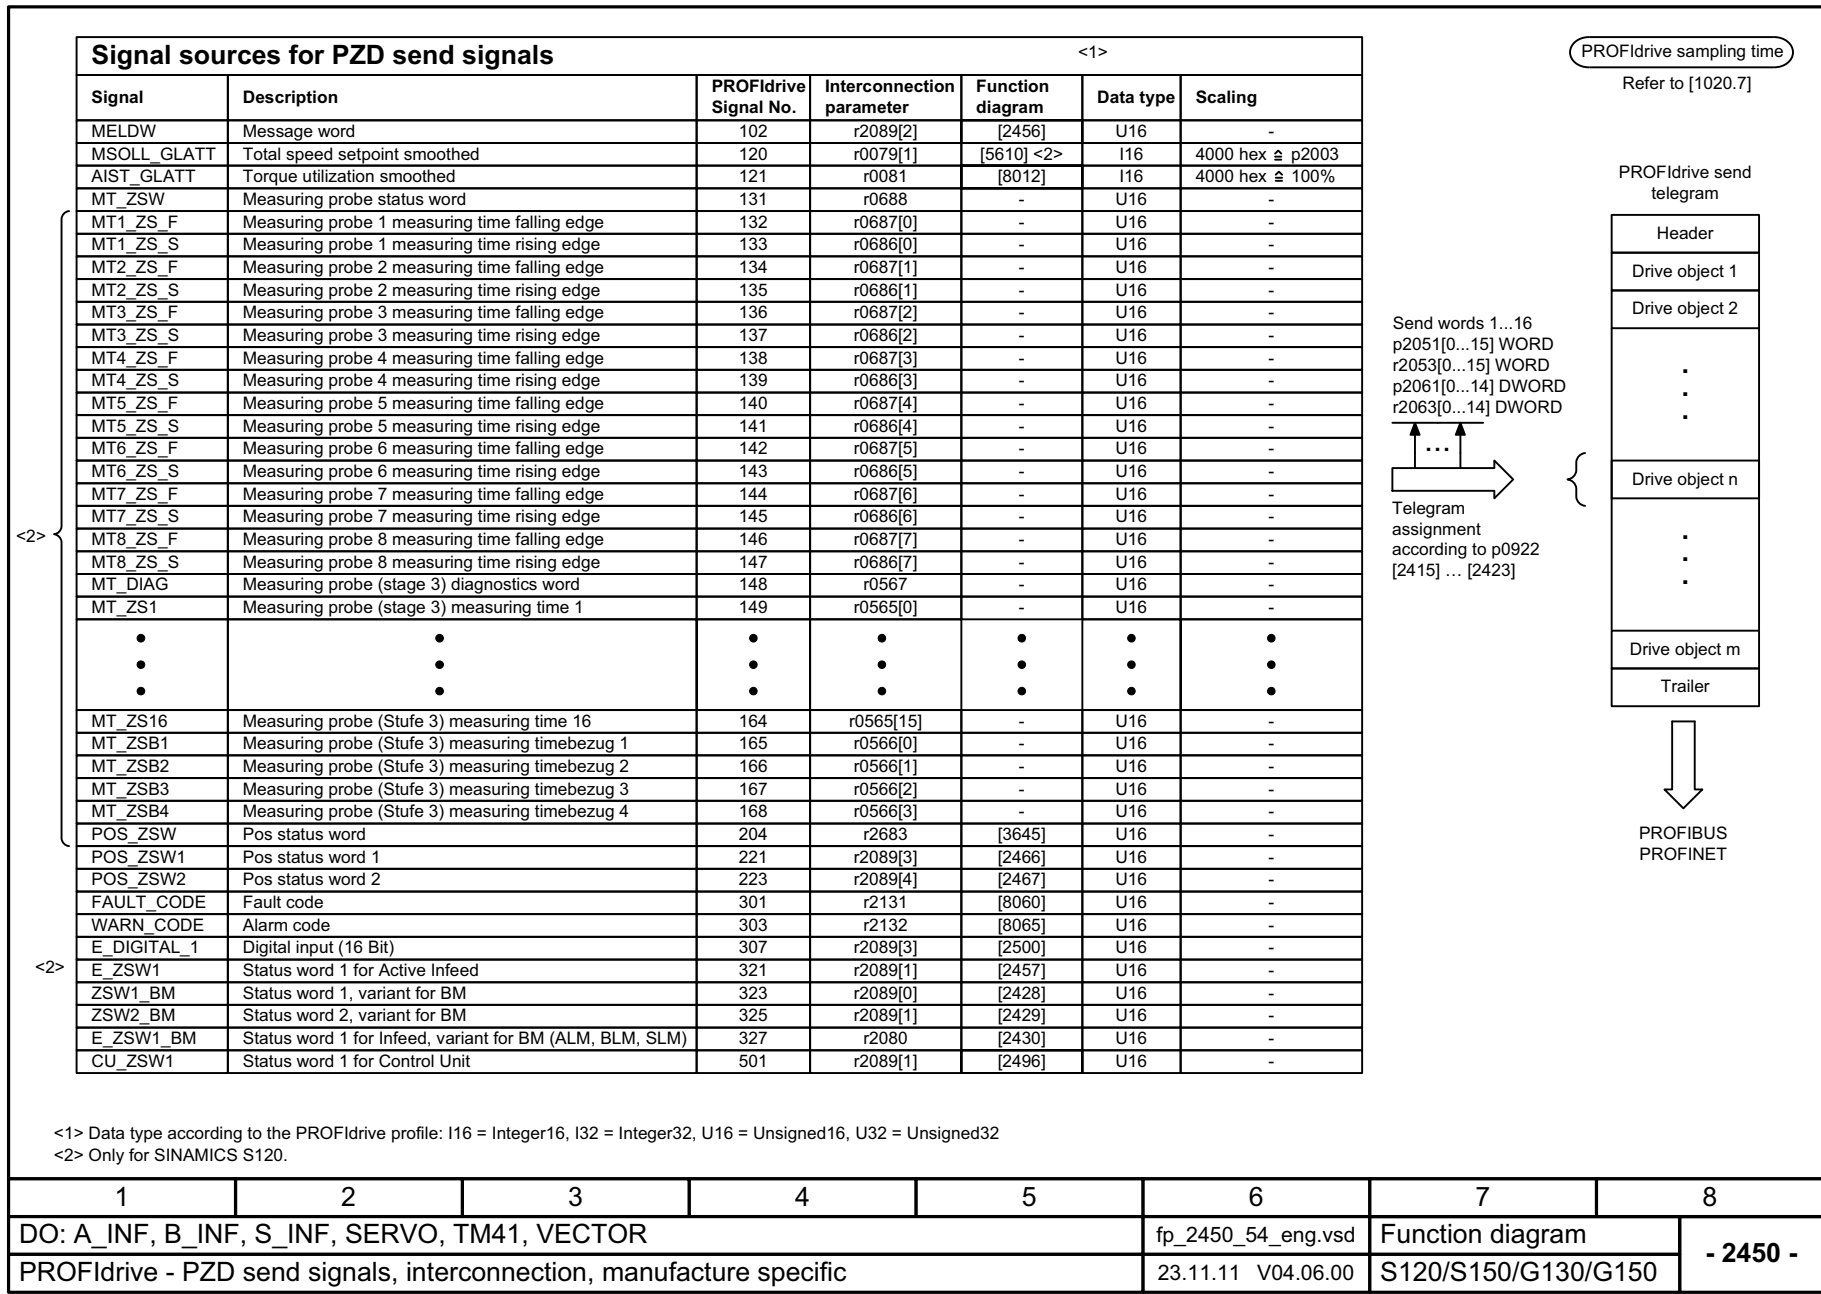 Signal sources for PZD send signals <1>
Signal Description PROFIdrive Signal No. Interconnection parameter Function diagram Data type Scaling
MELDW Message word 102 r2089[2] [2456] U16 -
MSOLL_GLATT Total speed setpoint smoothed 120 r0079[1] [5610] <2> I16 4000 hex ≙ p2003
AIST_GLATT Torque utilization smoothed 121 r0081 [8012] I16 4000 hex ≙ 100%
MT_ZSW Measuring probe status word 131 r0688 - U16 -
MT1_ZS_F Measuring probe 1 measuring time falling edge 132 r0687[0] - U16 -
MT1_ZS_S Measuring probe 1 measuring time rising edge 133 r0686[0] - U16 -
MT2_ZS_F Measuring probe 2 measuring time falling edge 134 r0687[1] - U16 -
MT2_ZS_S Measuring probe 2 measuring time rising edge 135 r0686[1] - U16 -
MT3_ZS_F Measuring probe 3 measuring time falling edge 136 r0687[2] - U16 -
MT3_ZS_S Measuring probe 3 measuring time rising edge 137 r0686[2] - U16 -
MT4_ZS_F Measuring probe 4 measuring time falling edge 138 r0687[3] - U16 -
MT4_ZS_S Measuring probe 4 measuring time rising edge 139 r0686[3] - U16 -
MT5_ZS_F Measuring probe 5 measuring time falling edge 140 r0687[4] - U16 -
MT5_ZS_S Measuring probe 5 measuring time rising edge 141 r0686[4] - U16 -
MT6_ZS_F Measuring probe 6 measuring time falling edge 142 r0687[5] - U16 -
MT6_ZS_S Measuring probe 6 measuring time rising edge 143 r0686[5] - U16 -
MT7_ZS_F Measuring probe 7 measuring time falling edge 144 r0687[6] - U16 -
MT7_ZS_S Measuring probe 7 measuring time rising edge 145 r0686[6] - U16 -
<2>
MT8_ZS_F Measuring probe 8 measuring time falling edge 146 r0687[7] - U16 -
MT8_ZS_S Measuring probe 8 measuring time rising edge 147 r0686[7] - U16 -
MT_DIAG Measuring probe (stage 3) diagnostics word 148 r0567 - U16 -
MT_ZS1 Measuring probe (stage 3) measuring time 1 149 r0565[0] - U16 -
• • • • • • •
• • • • • • •
• • • • • • •
MT_ZS16 Measuring probe (Stufe 3) measuring time 16 164 r0565[15] - U16 -
MT_ZSB1 Measuring probe (Stufe 3) measuring timebezug 1 165 r0566[0] - U16 -
MT_ZSB2 Measuring probe (Stufe 3) measuring timebezug 2 166 r0566[1] - U16 -
MT_ZSB3 Measuring probe (Stufe 3) measuring timebezug 3 167 r0566[2] - U16 -
MT_ZSB4 Measuring probe (Stufe 3) measuring timebezug 4 168 r0566[3] - U16 -
POS_ZSW Pos status word 204 r2683 [3645] U16 -
POS_ZSW1 Pos status word 1 221 r2089[3] [2466] U16 -
POS_ZSW2 Pos status word 2 223 r2089[4] [2467] U16 -
FAULT_CODE Fault code 301 r2131 [8060] U16 -
WARN_CODE Alarm code 303 r2132 [8065] U16 -
E_DIGITAL_1 Digital input (16 Bit) 307 r2089[3] [2500] U16 -
<2> E_ZSW1 Status word 1 for Active Infeed 321 r2089[1] [2457] U16 -
ZSW1_BM Status word 1, variant for BM 323 r2089[0] [2428] U16 -
ZSW2_BM Status word 2, variant for BM 325 r2089[1] [2429] U16 -
E_ZSW1_BM Status word 1 for Infeed, variant for BM (ALM, BLM, SLM) 327 r2080 [2430] U16 -
CU_ZSW1 Status word 1 for Control Unit 501 r2089[1] [2496] U16 -
PROFIdrive sampling time
Refer to [1020.7]
Send words 1...16
p2051[0...15] WORD
r2053[0...15] WORD
p2061[0...14] DWORD
r2063[0...14] DWORD
...
Telegram
assignment
according to p0922
[2415] … [2423]
PROFIdrive send
telegram
Header
Drive object 1
Drive object 2
.
.
.
Drive object n
.
.
.
Drive object m
Trailer
PROFIBUS
PROFINET
<1> Data type according to the PROFIdrive profile: I16 = Integer16, I32 = Integer32, U16 = Unsigned16, U32 = Unsigned32
<2> Only for SINAMICS S120.
1 2 3 4 5 6 7 8
DO: A_INF, B_INF, S_INF, SERVO, TM41, VECTOR fp_2450_54_eng.vsd Function diagram
- 2450 -
PROFIdrive - PZD send signals, interconnection, manufacture specific 23.11.11 V04.06.00 S120/S150/G130/G150